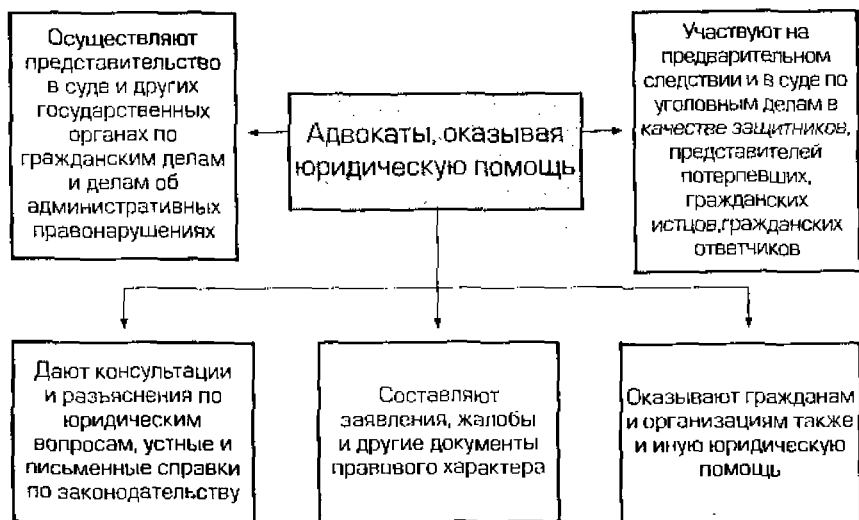 Осуществляют
представительство
в суде и других
государственных
органах по
гражданским делам
и делам об
административных
правонарушениях
Адвокаты, оказывая
юридическую помощь
Участвуют на
предварительном
следствии и в суде по
уголовным делам в
качестве защитников,
представителей
потерпевших,
гражданских
истцов,гражданских
ответчиков
Дают консультации
и разъяснения по
юридическим
вопросам, устные и
письменные справки
по законодательству
Составляют
заявления, жалобы
и другие документы
правового характера
Оказывают гражданам
и организациям также
и иную юридическую
помощь